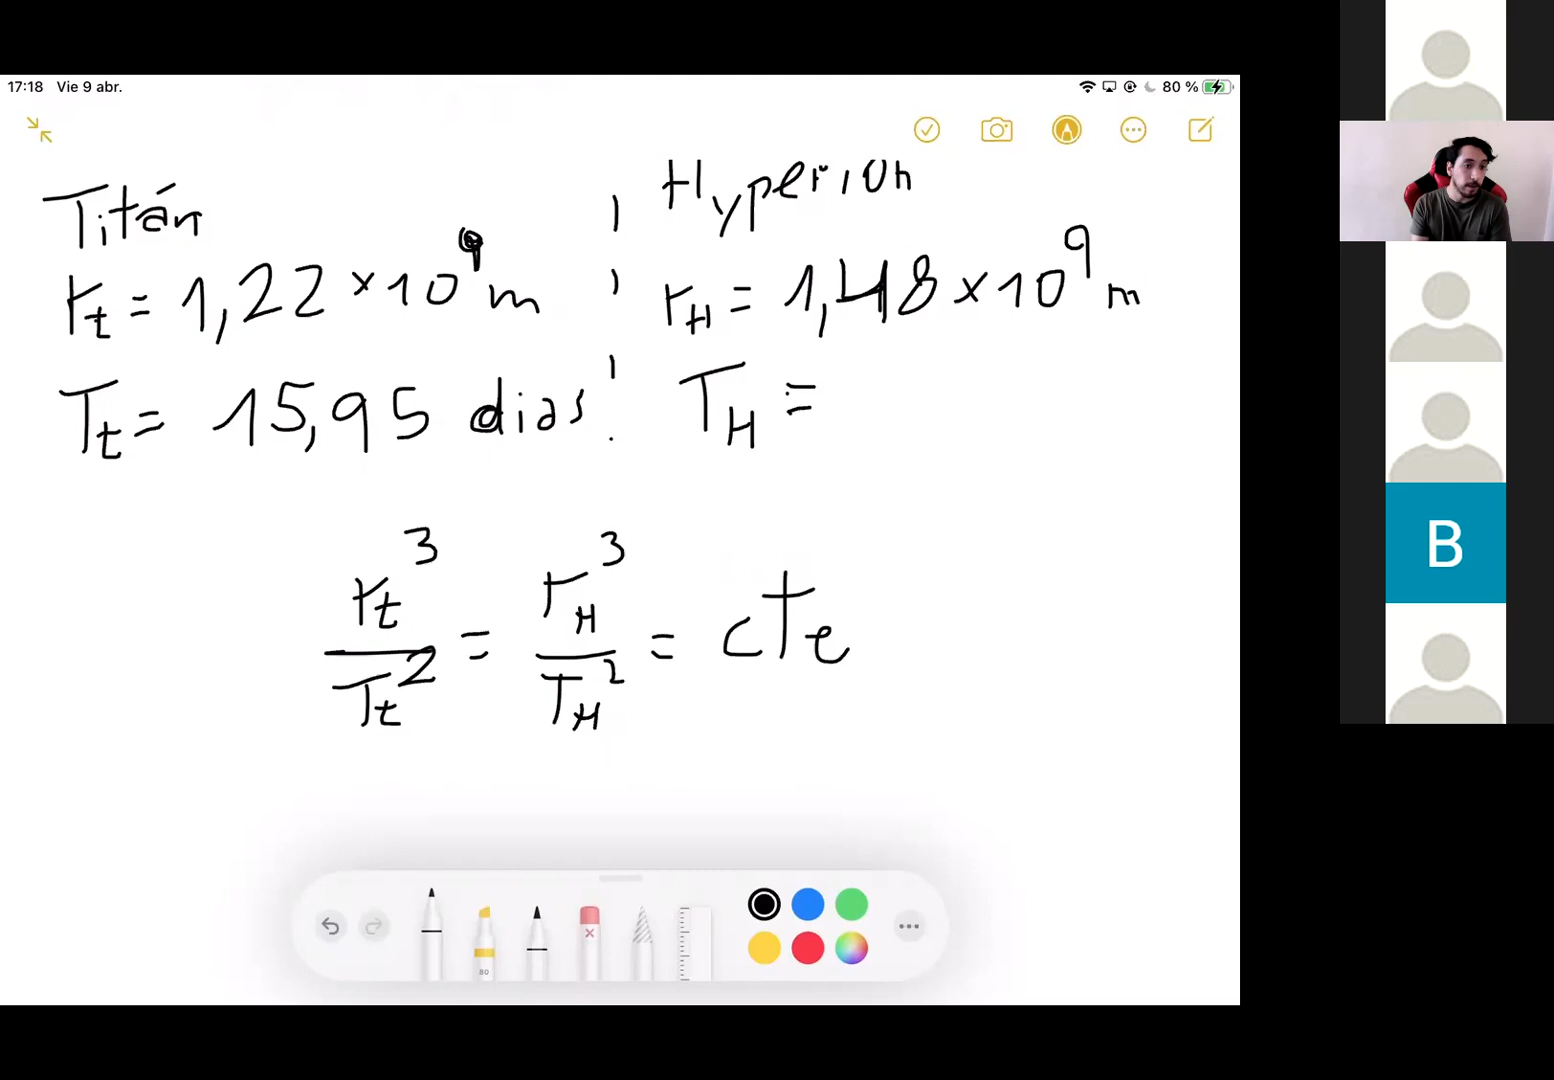 17:18 Vie 9 abr. 80 %
Titán
rt = 1,22 × 10⁹ m
Tt = 15,95 dias
Hyperion
rH = 1,48 × 10⁹ m
TH =
rt³/Tt² = rH³/TH² = cte
80
B